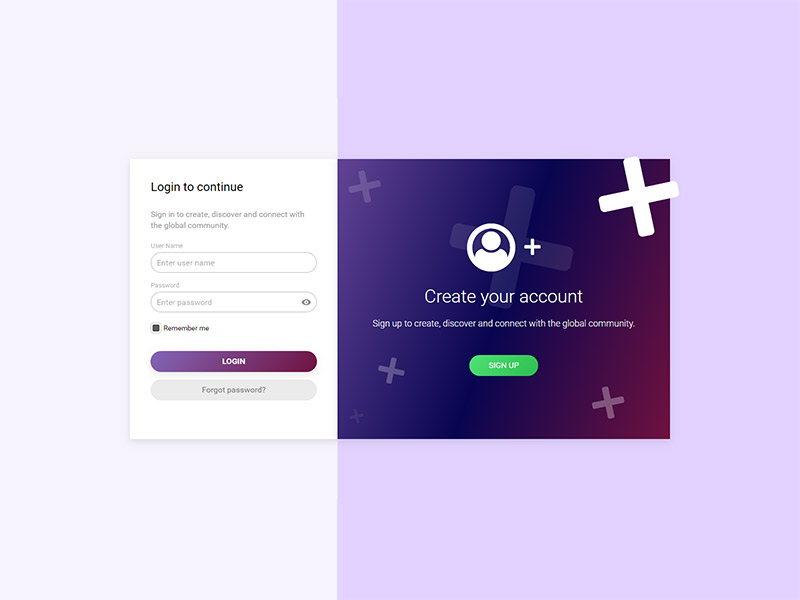 Login to continue
Sign in to create, discover and connect with
the global community.
User Name
Enter user name
Password
Enter password
Remember me
LOGIN
Forgot password?
Create your account
Sign up to create, discover and connect with the global community.
SIGN UP